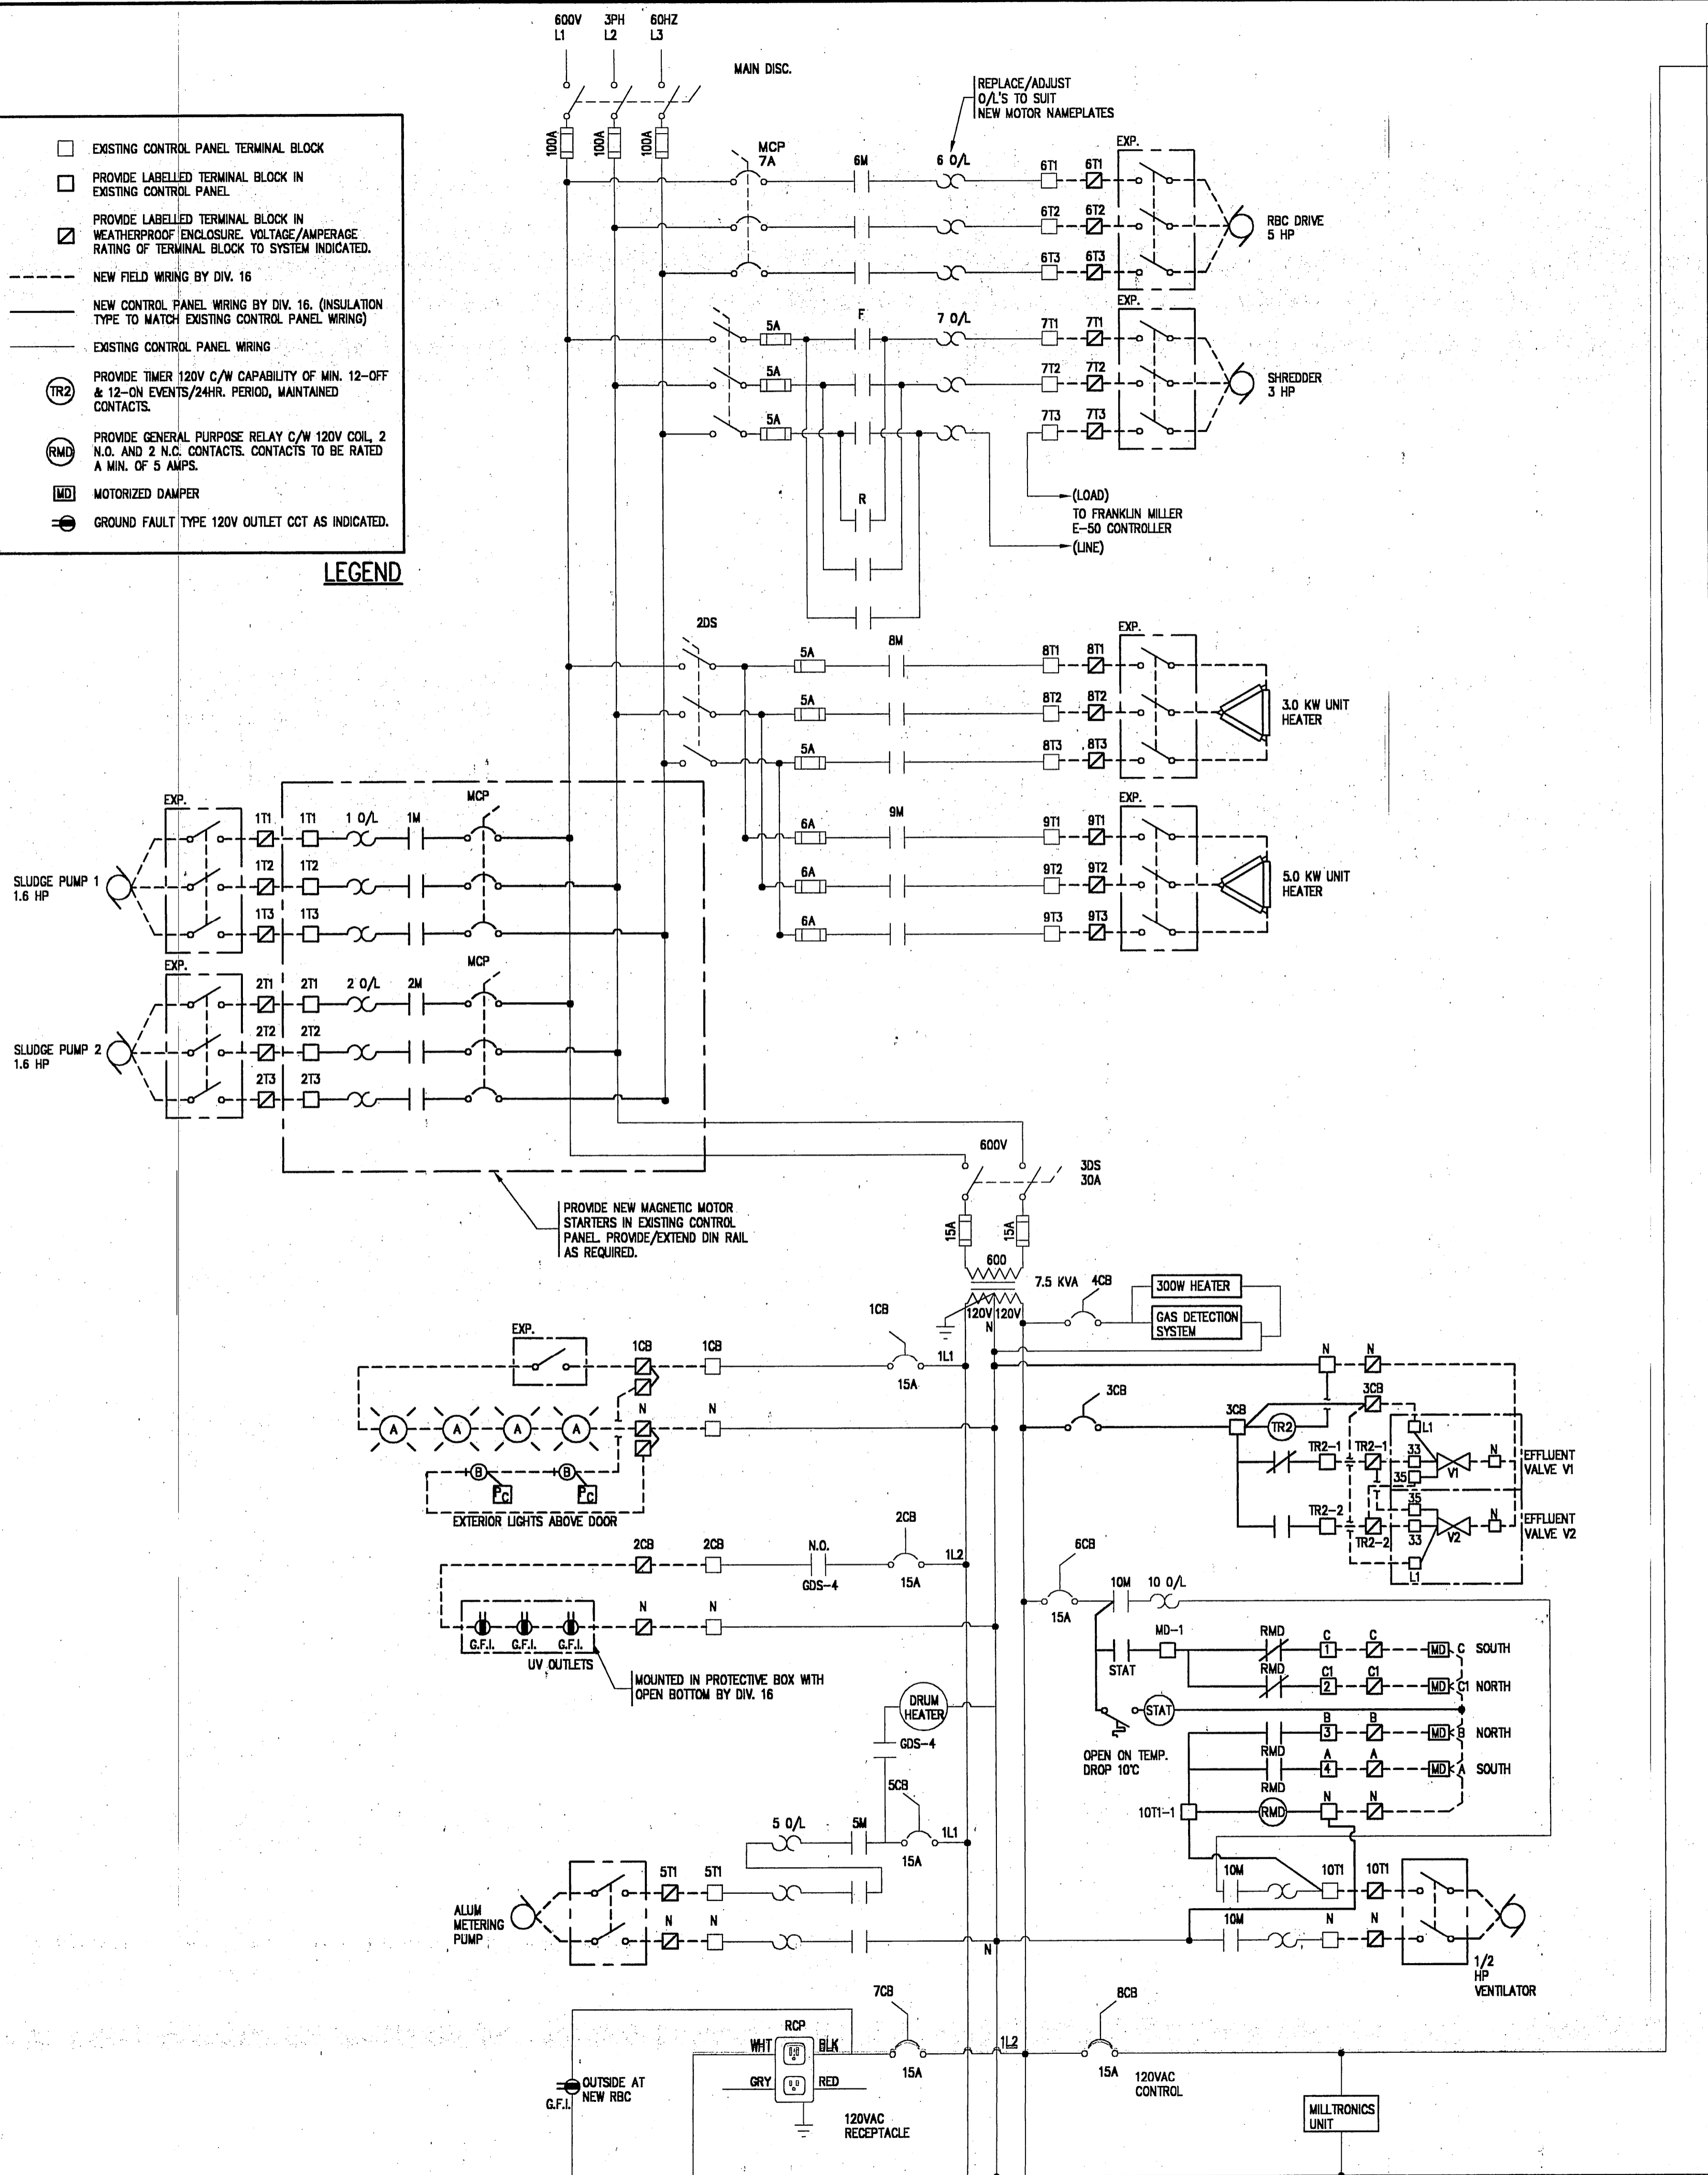 600V 3PH 60HZ
L1 L2 L3
MAIN DISC.
100A 100A 100A
REPLACE/ADJUST
O/L'S TO SUIT
NEW MOTOR NAMEPLATES
EXISTING CONTROL PANEL TERMINAL BLOCK
PROVIDE LABELLED TERMINAL BLOCK IN
EXISTING CONTROL PANEL
PROVIDE LABELLED TERMINAL BLOCK IN
WEATHERPROOF ENCLOSURE. VOLTAGE/AMPERAGE
RATING OF TERMINAL BLOCK TO SYSTEM INDICATED.
NEW FIELD WIRING BY DIV. 16
NEW CONTROL PANEL WIRING BY DIV. 16. (INSULATION
TYPE TO MATCH EXISTING CONTROL PANEL WIRING)
EXISTING CONTROL PANEL WIRING
TR2 PROVIDE TIMER 120V C/W CAPABILITY OF MIN. 12-OFF
& 12-ON EVENTS/24HR. PERIOD, MAINTAINED
CONTACTS.
RMD PROVIDE GENERAL PURPOSE RELAY C/W 120V COIL, 2
N.O. AND 2 N.C. CONTACTS. CONTACTS TO BE RATED
A MIN. OF 5 AMPS.
MD MOTORIZED DAMPER
GROUND FAULT TYPE 120V OUTLET CCT AS INDICATED.
LEGEND
MCP
7A
6M 6 O/L 6T1 6T1 EXP.
6T2 6T2
6T3 6T3
RBC DRIVE
5 HP
5A F 7 O/L 7T1 7T1 EXP.
5A 7T2 7T2
5A 7T3 7T3
SHREDDER
3 HP
R
(LOAD)
TO FRANKLIN MILLER
E-50 CONTROLLER
(LINE)
2DS
5A 8M 8T1 8T1 EXP.
5A 8T2 8T2
5A 8T3 8T3
3.0 KW UNIT
HEATER
6A 9M 9T1 9T1 EXP.
6A 9T2 9T2
6A 9T3 9T3
5.0 KW UNIT
HEATER
EXP. 1T1 1T1 1 O/L 1M MCP
1T2 1T2
1T3 1T3
SLUDGE PUMP 1
1.6 HP
EXP. 2T1 2T1 2 O/L 2M MCP
2T2 2T2
2T3 2T3
SLUDGE PUMP 2
1.6 HP
PROVIDE NEW MAGNETIC MOTOR
STARTERS IN EXISTING CONTROL
PANEL. PROVIDE/EXTEND DIN RAIL
AS REQUIRED.
600V
3DS
30A
15A 15A
600
7.5 KVA
120V 120V
N
4CB
300W HEATER
GAS DETECTION
SYSTEM
EXP. 1CB 1CB 1CB 1L1
15A
A A A A N N
B B
PC PC
EXTERIOR LIGHTS ABOVE DOOR
N N
3CB 3CB 3CB
TR2
L1
TR2-1 TR2-1 33 V1 N
35
EFFLUENT
VALVE V1
35
TR2-2 TR2-2 33 V2 N
L1
EFFLUENT
VALVE V2
2CB 2CB N.O. 2CB 1L2
GDS-4 15A
N N
G.F.I. G.F.I. G.F.I.
UV OUTLETS
MOUNTED IN PROTECTIVE BOX WITH
OPEN BOTTOM BY DIV. 16
6CB
15A
10M 10 O/L
STAT MD-1
RMD C C
1 MD C SOUTH
RMD C1 C1
2 MD C1 NORTH
STAT
OPEN ON TEMP.
DROP 10°C
B B
3 MD B NORTH
RMD
A A
4 MD A SOUTH
RMD
10T1-1 RMD N N
DRUM
HEATER
GDS-4
5CB
15A 1L1
5 O/L 5M
5T1 5T1
N N
ALUM
METERING
PUMP
N
10M 10T1 10T1
10M N N
1/2
HP
VENTILATOR
7CB
15A
RCP
WHT BLK
GRY RED
120VAC
RECEPTACLE
G.F.I.
OUTSIDE AT
NEW RBC
1L2
8CB
15A
120VAC
CONTROL
MILLTRONICS
UNIT